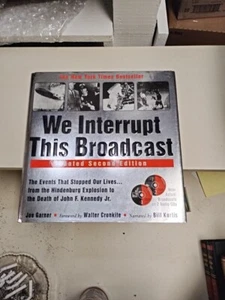 New York Times Bestseller
We Interrupt
This Broadcast
Updated Second Edition
The Events That Stopped Our Lives...
from the Hindenburg Explosion to
the Death of John F. Kennedy Jr.
Joe Garner Foreword by Walter Cronkite Narrated by Bill Kurtis